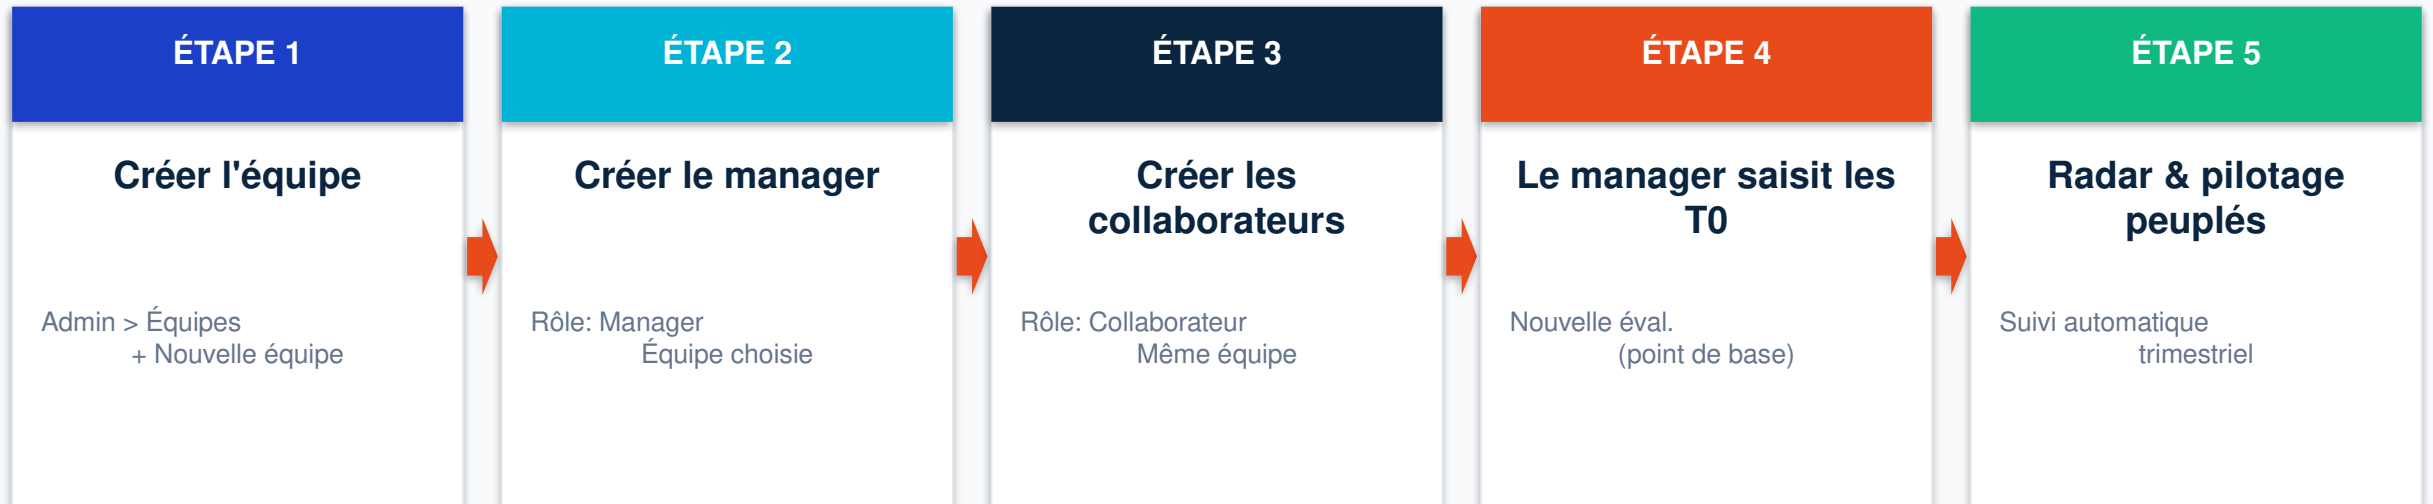 ÉTAPE 1
Créer l'équipe
Admin > Équipes
+ Nouvelle équipe
ÉTAPE 2
Créer le manager
Rôle: Manager
Équipe choisie
ÉTAPE 3
Créer les
collaborateurs
Rôle: Collaborateur
Même équipe
ÉTAPE 4
Le manager saisit les
T0
Nouvelle éval.
(point de base)
ÉTAPE 5
Radar & pilotage
peuplés
Suivi automatique
trimestriel